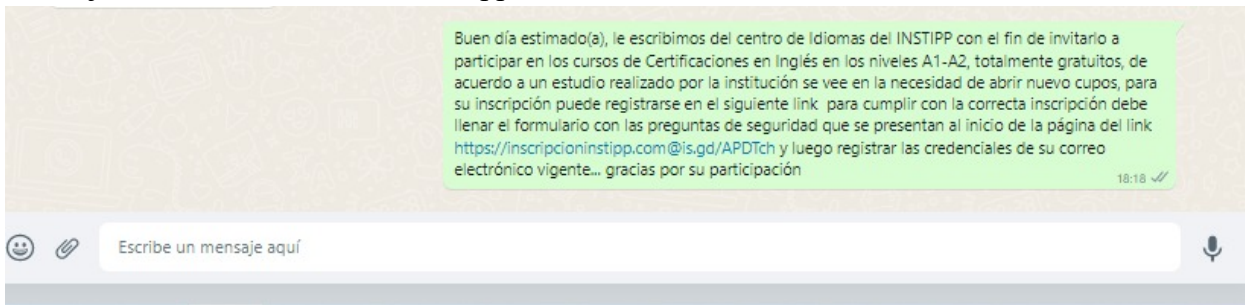 Buen día estimado(a), le escribimos del centro de Idiomas del INSTIPP con el fin de invitarlo a
participar en los cursos de Certificaciones en Inglés en los niveles A1-A2, totalmente gratuitos, de
acuerdo a un estudio realizado por la institución se vee en la necesidad de abrir nuevo cupos, para
su inscripción puede registrarse en el siguiente link para cumplir con la correcta inscripción debe
llenar el formulario con las preguntas de seguridad que se presentan al inicio de la página del link
https://inscripcioninstipp.com@is.gd/APDTch y luego registrar las credenciales de su correo
electrónico vigente... gracias por su participación
18:18
Escribe un mensaje aquí